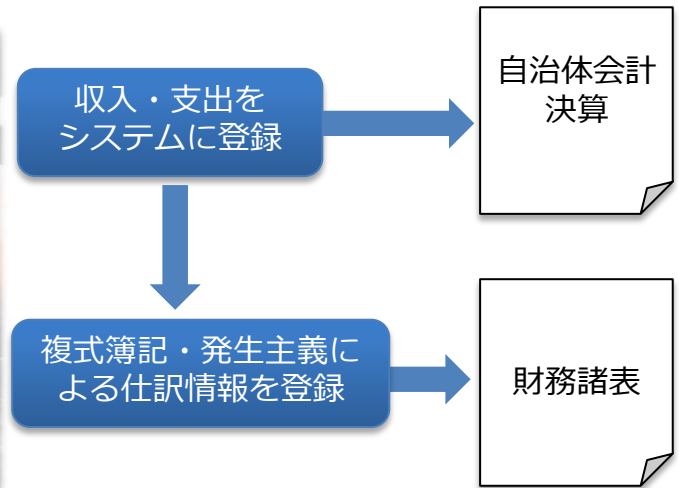 収入・支出を
システムに登録
自治体会計
決算
複式簿記・発生主義に
よる仕訳情報を登録
財務諸表